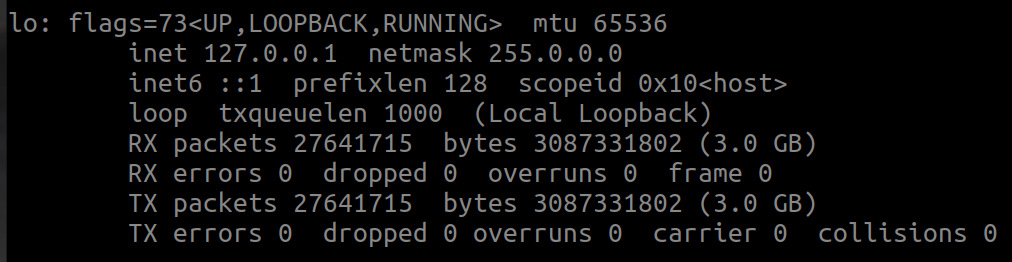 lo: flags=73<UP,LOOPBACK,RUNNING>  mtu 65536
        inet 127.0.0.1  netmask 255.0.0.0
        inet6 ::1  prefixlen 128  scopeid 0x10<host>
        loop  txqueuelen 1000  (Local Loopback)
        RX packets 27641715  bytes 3087331802 (3.0 GB)
        RX errors 0  dropped 0  overruns 0  frame 0
        TX packets 27641715  bytes 3087331802 (3.0 GB)
        TX errors 0  dropped 0 overruns 0  carrier 0  collisions 0